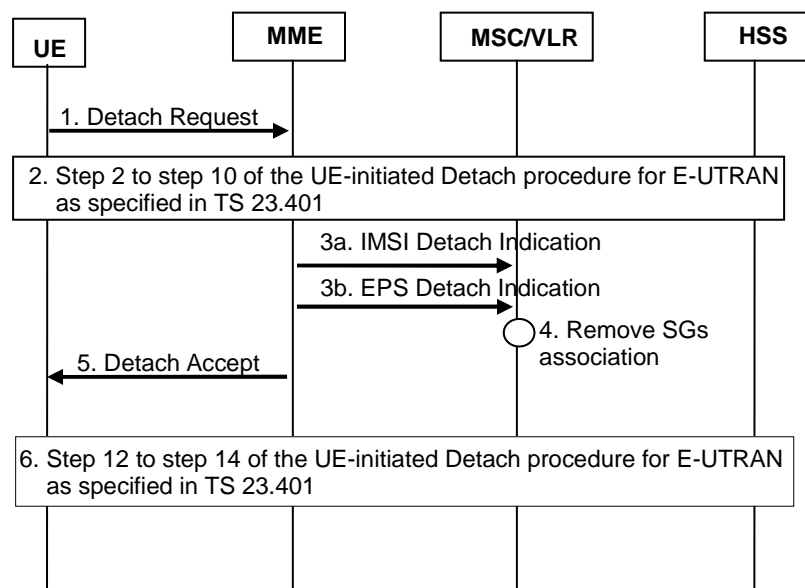 UE
MME
MSC/VLR
HSS
1. Detach Request
2. Step 2 to step 10 of the UE-initiated Detach procedure for E-UTRAN
as specified in TS 23.401
3a. IMSI Detach Indication
3b. EPS Detach Indication
4. Remove SGs
association
5. Detach Accept
6. Step 12 to step 14 of the UE-initiated Detach procedure for E-UTRAN
as specified in TS 23.401